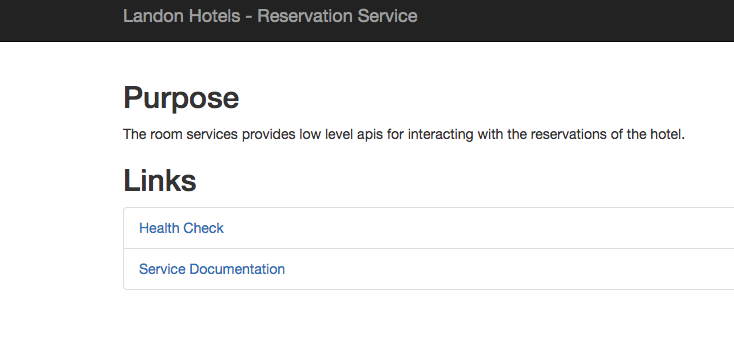 Landon Hotels - Reservation Service
Purpose
The room services provides low level apis for interacting with the reservations of the hotel.
Links
Health Check
Service Documentation